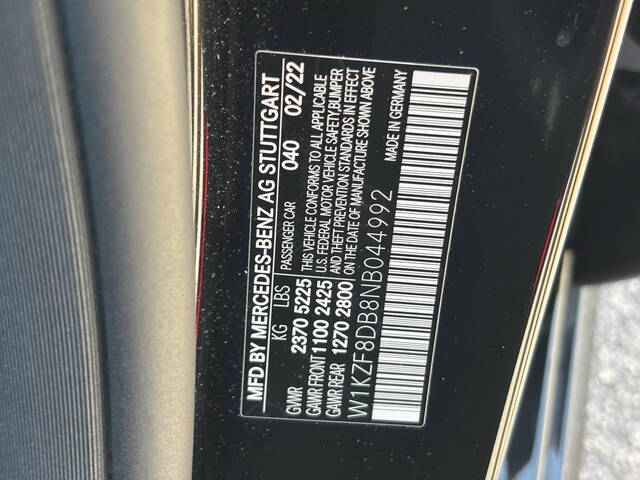 MFD BY MERCEDES-BENZ AG STUTTGART
KG LBS PASSENGER CAR 040 02/22
GVWR 2370 5225 THIS VEHICLE CONFORMS TO ALL APPLICABLE
GAWR FRONT 1100 2425 U.S. FEDERAL MOTOR VEHICLE SAFETY,BUMPER
GAWR REAR 1270 2800 AND THEFT PREVENTION STANDARDS IN EFFECT
ON THE DATE OF MANUFACTURE SHOWN ABOVE
W1KZF8DB8NB044992 MADE IN GERMANY